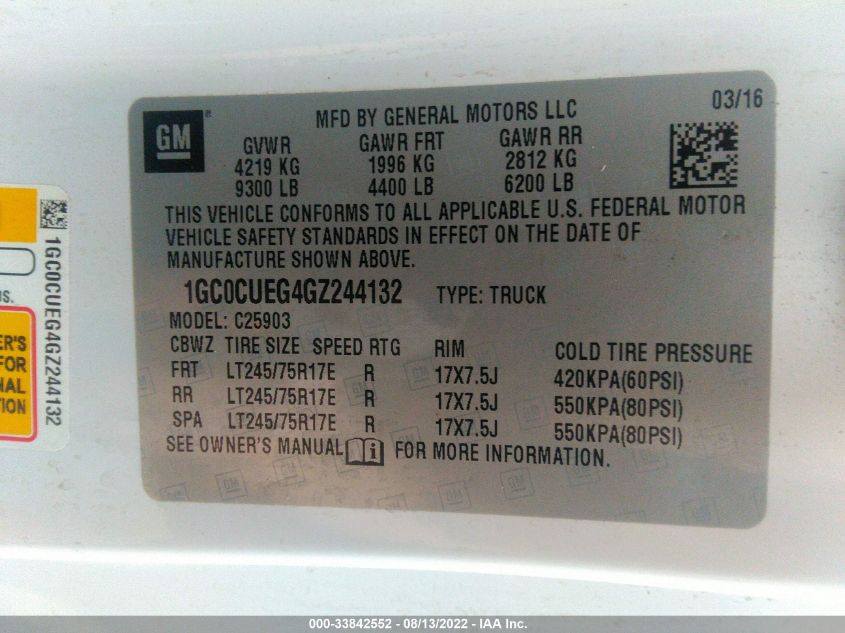 GM ®
MFD BY GENERAL MOTORS LLC
03/16
GVWR GAWR FRT GAWR RR
4219 KG 1996 KG 2812 KG
9300 LB 4400 LB 6200 LB
THIS VEHICLE CONFORMS TO ALL APPLICABLE U.S. FEDERAL MOTOR
VEHICLE SAFETY STANDARDS IN EFFECT ON THE DATE OF
MANUFACTURE SHOWN ABOVE.
1GC0CUEG4GZ244132 TYPE: TRUCK
MODEL: C25903
CBWZ TIRE SIZE SPEED RTG RIM COLD TIRE PRESSURE
FRT LT245/75R17E R 17X7.5J 420KPA(60PSI)
RR LT245/75R17E R 17X7.5J 550KPA(80PSI)
SPA LT245/75R17E R 17X7.5J 550KPA(80PSI)
SEE OWNER'S MANUAL i FOR MORE INFORMATION.
1GC0CUEG4GZ244132
US.
ER'S
FOR
NAL
TION
000-33842552 - 08/13/2022 - IAA Inc.